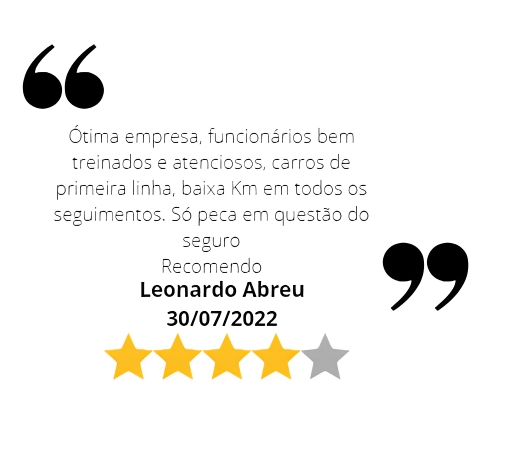 Ótima empresa, funcionários bem
treinados e atenciosos, carros de
primeira linha, baixa Km em todos os
seguimentos. Só peca em questão do
seguro
Recomendo
Leonardo Abreu
30/07/2022